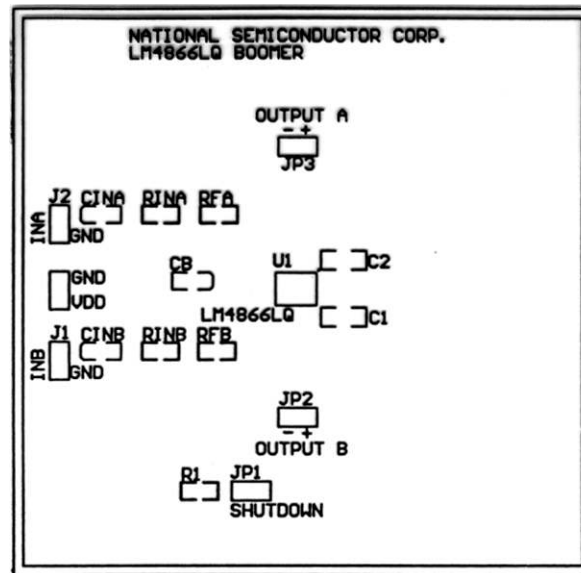 NATIONAL SEMICONDUCTOR CORP.
LM4866LQ BOOMER
OUTPUT A
- +
JP3
J2 CINA RINA RFA
INA
GND
CB U1 C2
GND
VDD
LM4866LQ C1
J1 CINB RINB RFB
INB
GND
JP2
- +
OUTPUT B
R1 JP1
SHUTDOWN